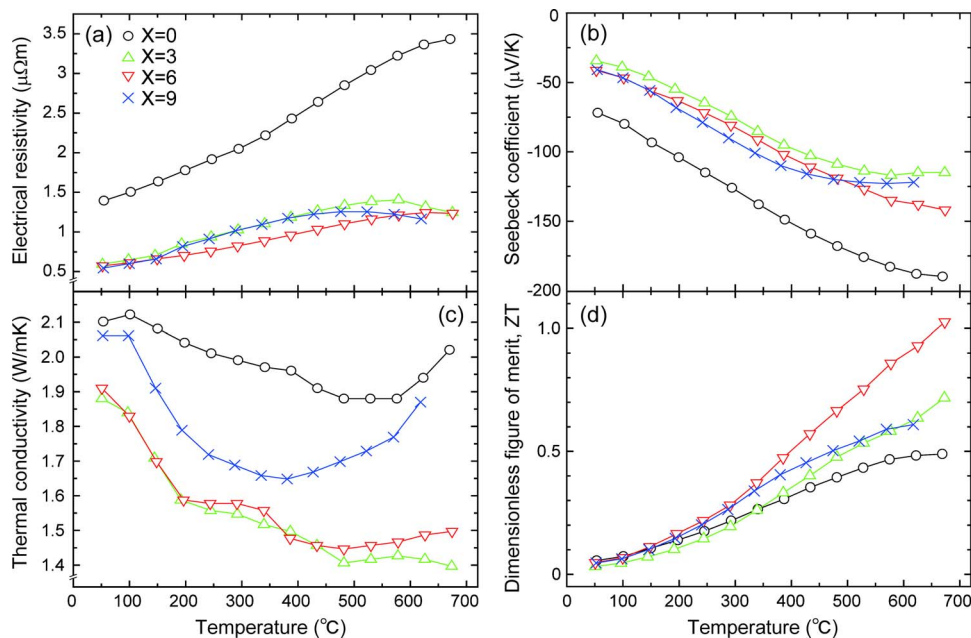 (a)
X=0
X=3
X=6
X=9
Electrical resistivity (μΩm)
3.5
3
2.5
2
1.5
1
0.5
(b)
Seebeck coefficient (μV/K)
0
-50
-100
-150
-200
(c)
Thermal conductivity (W/mK)
2.1
2.0
1.9
1.8
1.7
1.6
1.5
1.4
0 100 200 300 400 500 600 700
Temperature (℃)
(d)
Dimensionless figure of merit, ZT
1.0
0.5
0
0 100 200 300 400 500 600 700
Temperature (℃)